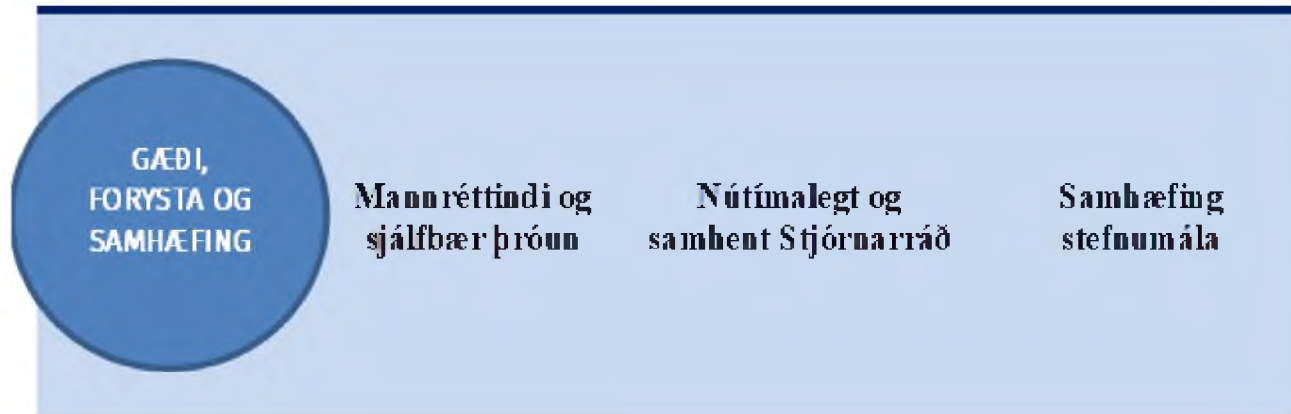 GÆÐI,
FORYSTA OG
SAMHÆFING
Mannréttindi og
sjálfbær þróun
Nútímalegt og
samhent Stjórnarráð
Samhæfing
stefnumála